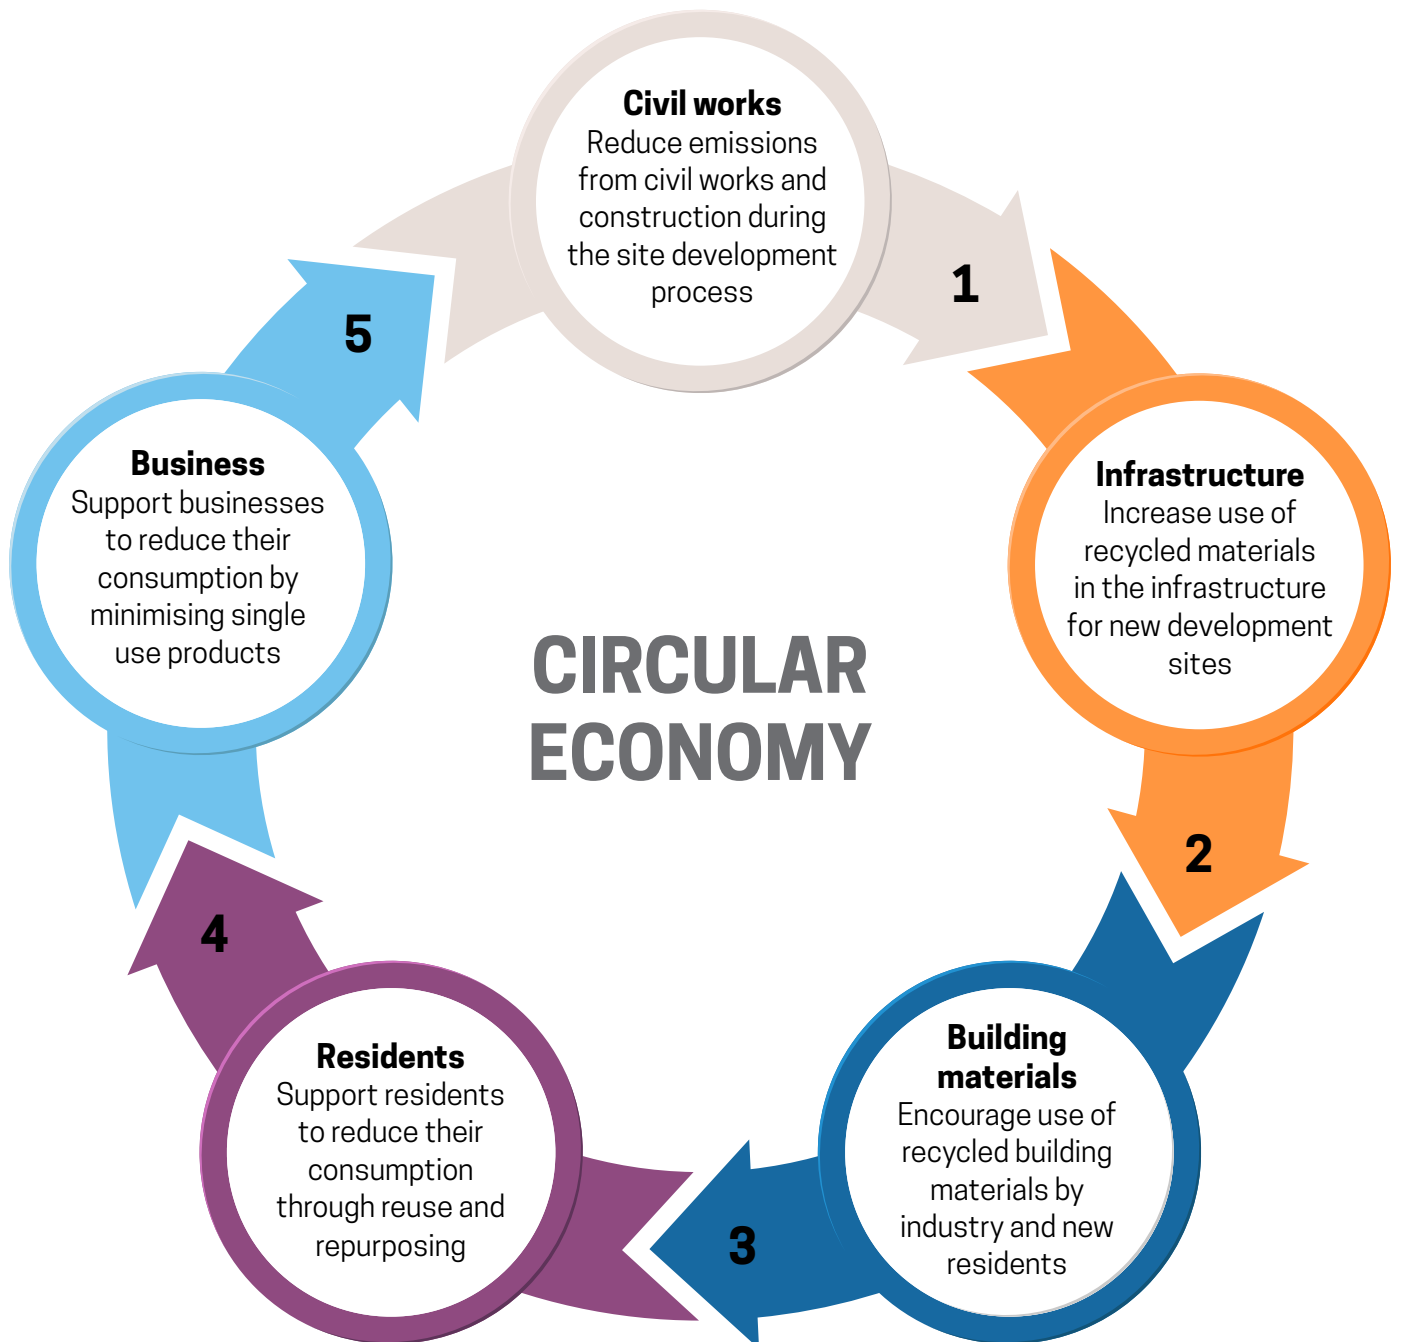 Civil works
Reduce emissions
from civil works and
construction during
the site development
process
1
Infrastructure
Increase use of
recycled materials
in the infrastructure
for new development
sites
2
Building
materials
Encourage use of
recycled building
materials by
industry and new
residents
3
Residents
Support residents
to reduce their
consumption
through reuse and
repurposing
4
Business
Support businesses
to reduce their
consumption by
minimising single
use products
5
CIRCULAR
ECONOMY